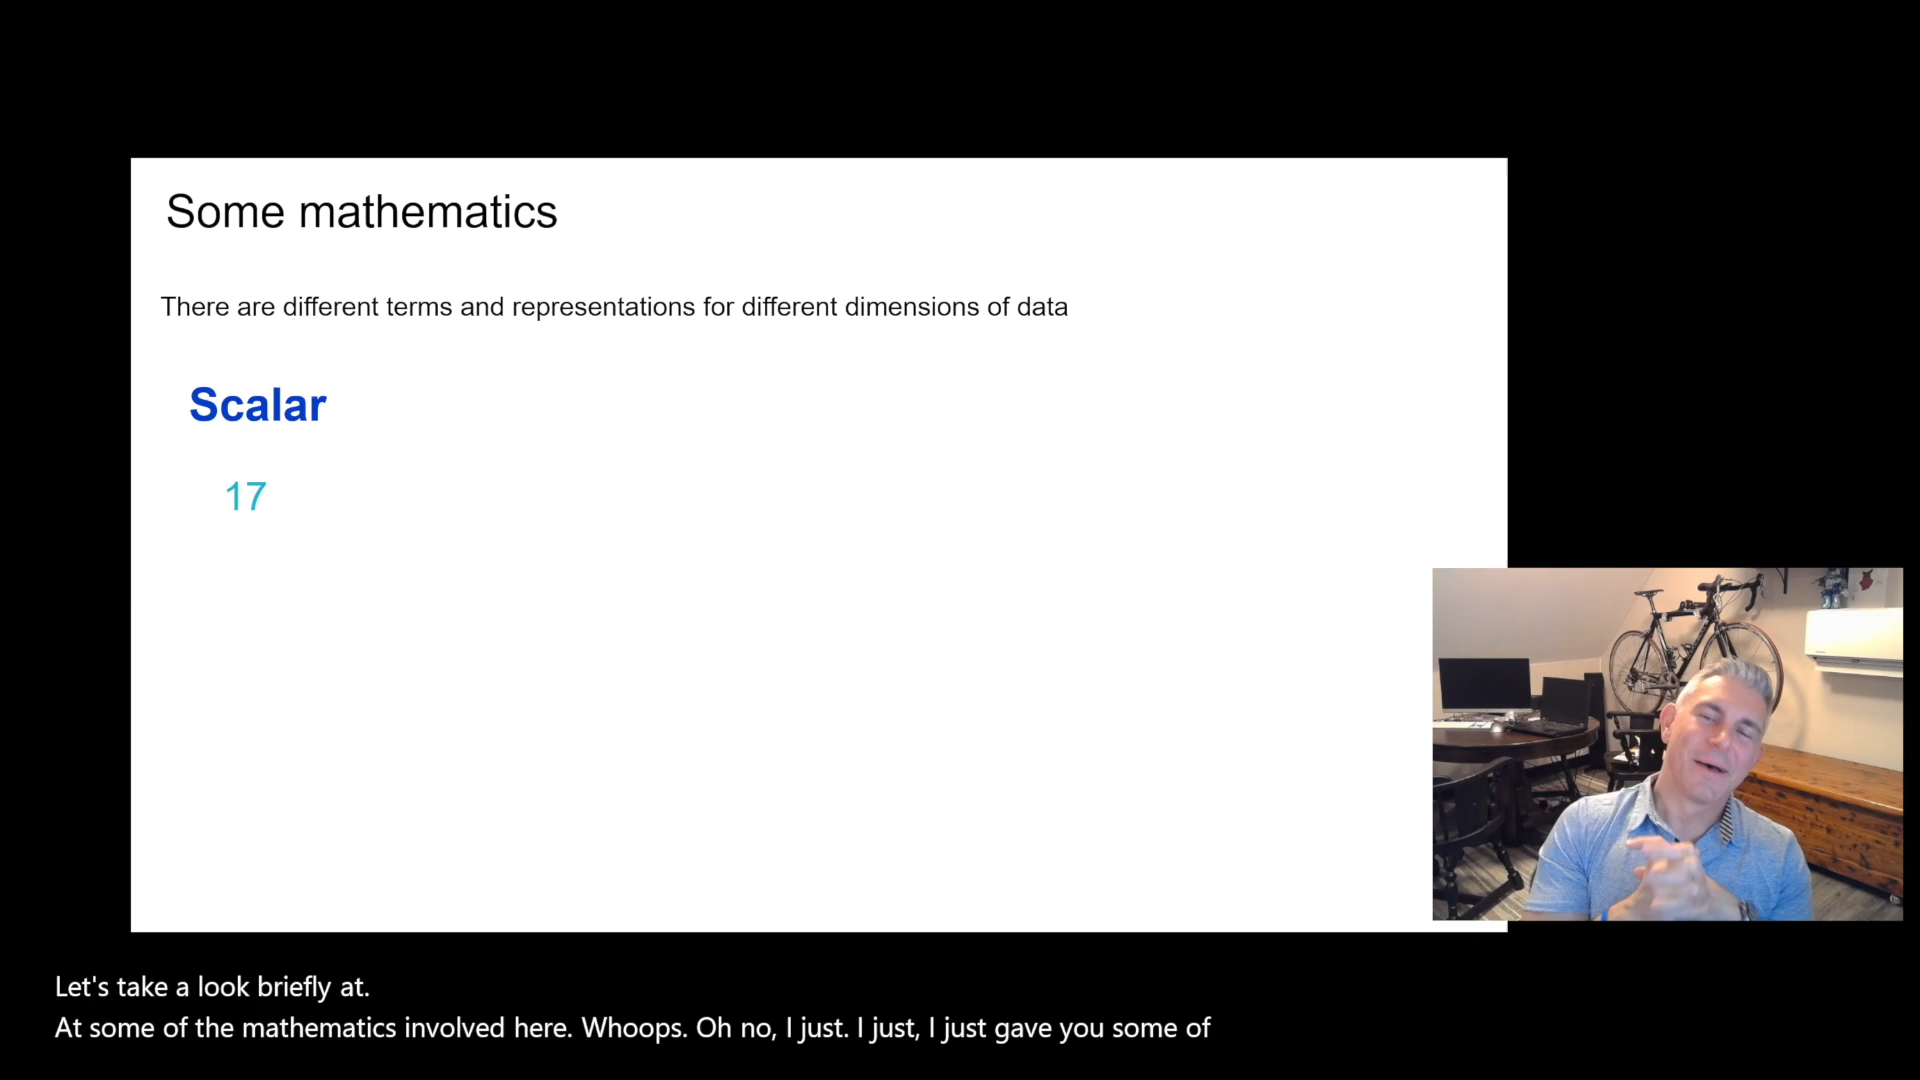 Some mathematics
There are different terms and representations for different dimensions of data
Scalar
17
Let's take a look briefly at.
At some of the mathematics involved here. Whoops. Oh no, I just. I just, I just gave you some of